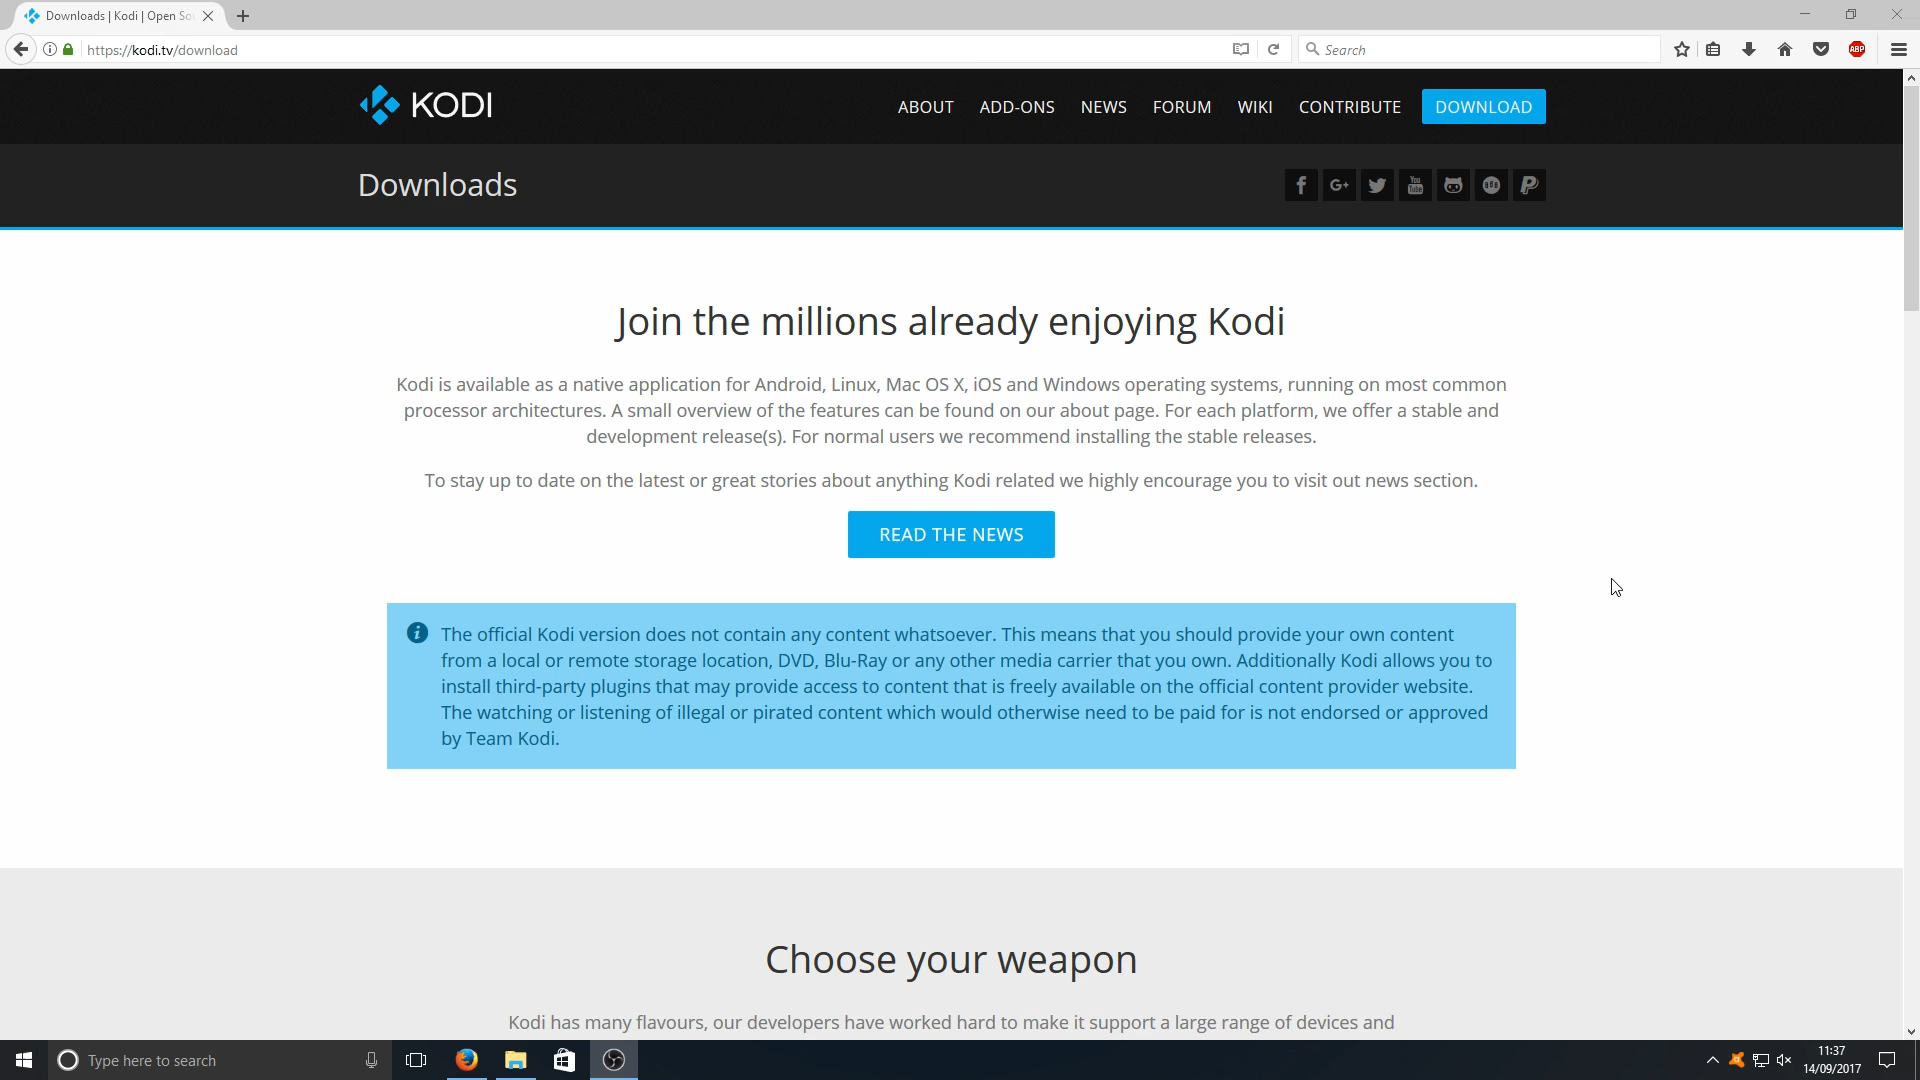 Downloads | Kodi | Open So
https://kodi.tv/download
Search
ABP
KODI
ABOUT ADD-ONS NEWS FORUM WIKI CONTRIBUTE DOWNLOAD
Downloads
Join the millions already enjoying Kodi
Kodi is available as a native application for Android, Linux, Mac OS X, iOS and Windows operating systems, running on most common
processor architectures. A small overview of the features can be found on our about page. For each platform, we offer a stable and
development release(s). For normal users we recommend installing the stable releases.
To stay up to date on the latest or great stories about anything Kodi related we highly encourage you to visit out news section.
READ THE NEWS
The official Kodi version does not contain any content whatsoever. This means that you should provide your own content
from a local or remote storage location, DVD, Blu-Ray or any other media carrier that you own. Additionally Kodi allows you to
install third-party plugins that may provide access to content that is freely available on the official content provider website.
The watching or listening of illegal or pirated content which would otherwise need to be paid for is not endorsed or approved
by Team Kodi.
Choose your weapon
Kodi has many flavours, our developers have worked hard to make it support a large range of devices and
Type here to search
11:37
14/09/2017